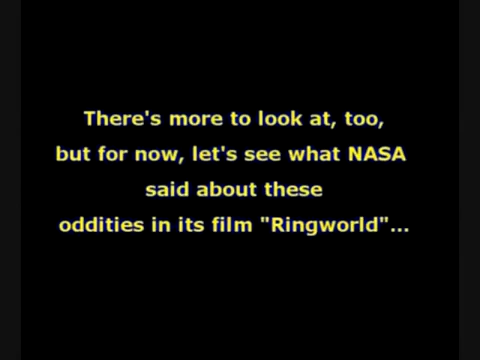 There's more to look at, too,
but for now, let's see what NASA
said about these
oddities in its film "Ringworld"...